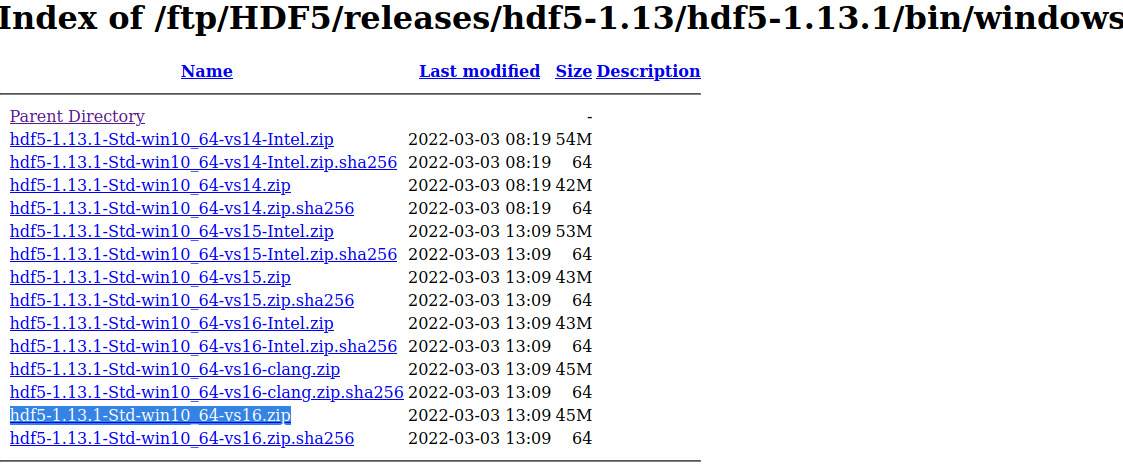 Index of /ftp/HDF5/releases/hdf5-1.13/hdf5-1.13.1/bin/windows
Name Last modified Size Description
Parent Directory -
hdf5-1.13.1-Std-win10_64-vs14-Intel.zip 2022-03-03 08:19 54M
hdf5-1.13.1-Std-win10_64-vs14-Intel.zip.sha256 2022-03-03 08:19 64
hdf5-1.13.1-Std-win10_64-vs14.zip 2022-03-03 08:19 42M
hdf5-1.13.1-Std-win10_64-vs14.zip.sha256 2022-03-03 08:19 64
hdf5-1.13.1-Std-win10_64-vs15-Intel.zip 2022-03-03 13:09 53M
hdf5-1.13.1-Std-win10_64-vs15-Intel.zip.sha256 2022-03-03 13:09 64
hdf5-1.13.1-Std-win10_64-vs15.zip 2022-03-03 13:09 43M
hdf5-1.13.1-Std-win10_64-vs15.zip.sha256 2022-03-03 13:09 64
hdf5-1.13.1-Std-win10_64-vs16-Intel.zip 2022-03-03 13:09 43M
hdf5-1.13.1-Std-win10_64-vs16-Intel.zip.sha256 2022-03-03 13:09 64
hdf5-1.13.1-Std-win10_64-vs16-clang.zip 2022-03-03 13:09 45M
hdf5-1.13.1-Std-win10_64-vs16-clang.zip.sha256 2022-03-03 13:09 64
hdf5-1.13.1-Std-win10_64-vs16.zip 2022-03-03 13:09 45M
hdf5-1.13.1-Std-win10_64-vs16.zip.sha256 2022-03-03 13:09 64